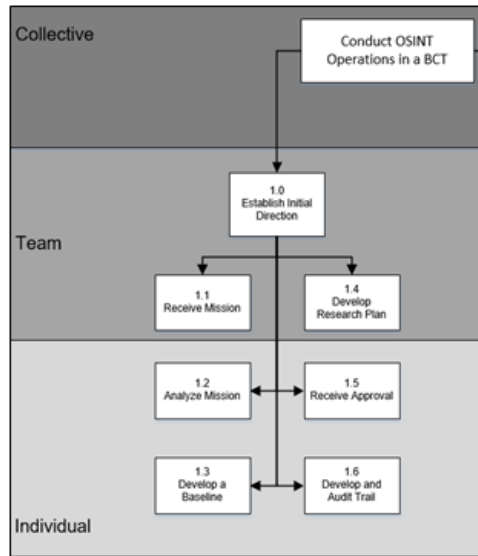 Collective
Conduct OSINT
Operations in a BCT
1.0
Establish Initial
Direction
Team
1.1
Receive Mission
1.4
Develop
Research Plan
1.2
Analyze Mission
1.5
Receive Approval
1.3
Develop a
Baseline
1.6
Develop and
Audit Trail
Individual